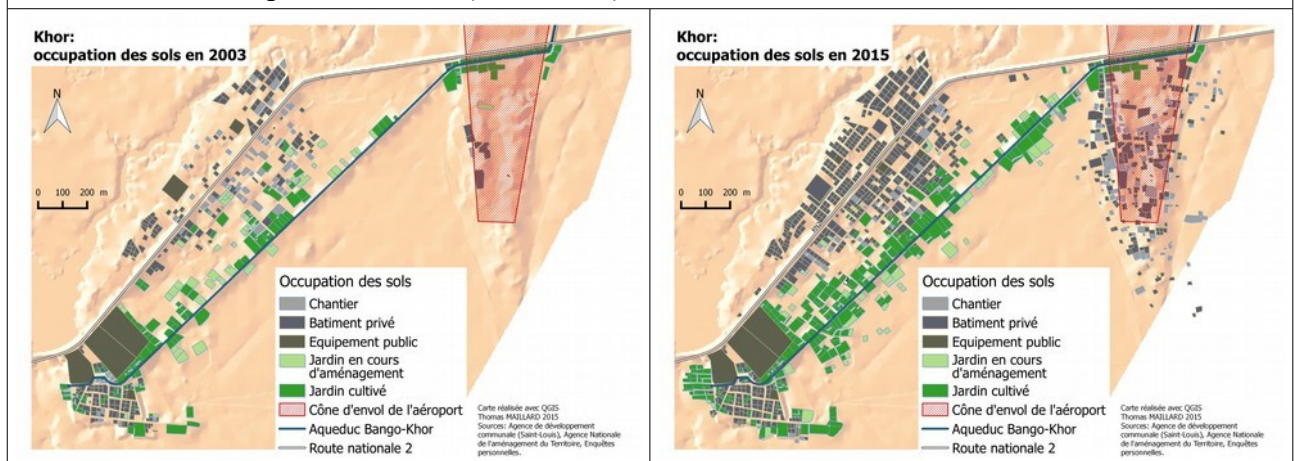 Khor:
occupation des sols en 2003
N
0 100 200 m
Occupation des sols
Chantier
Batiment privé
Equipement public
Jardin en cours
d'aménagement
Jardin cultivé
Cône d'envol de l'aéroport
Aqueduc Bango-Khor
Route nationale 2
Carte réalisée avec QGIS
Thomas MAILLARD 2015
Sources: Agence de développement
communale (Saint-Louis), Agence Nationale
de l'aménagement du Territoire, Enquêtes
personnelles.
Khor:
occupation des sols en 2015
N
0 100 200 m
Occupation des sols
Chantier
Batiment privé
Equipement public
Jardin en cours
d'aménagement
Jardin cultivé
Cône d'envol de l'aéroport
Aqueduc Bango-Khor
Route nationale 2
Carte réalisée avec QGIS
Thomas MAILLARD 2015
Sources: Agence de développement
communale (Saint-Louis), Agence Nationale
de l'aménagement du Territoire, Enquêtes
personnelles.